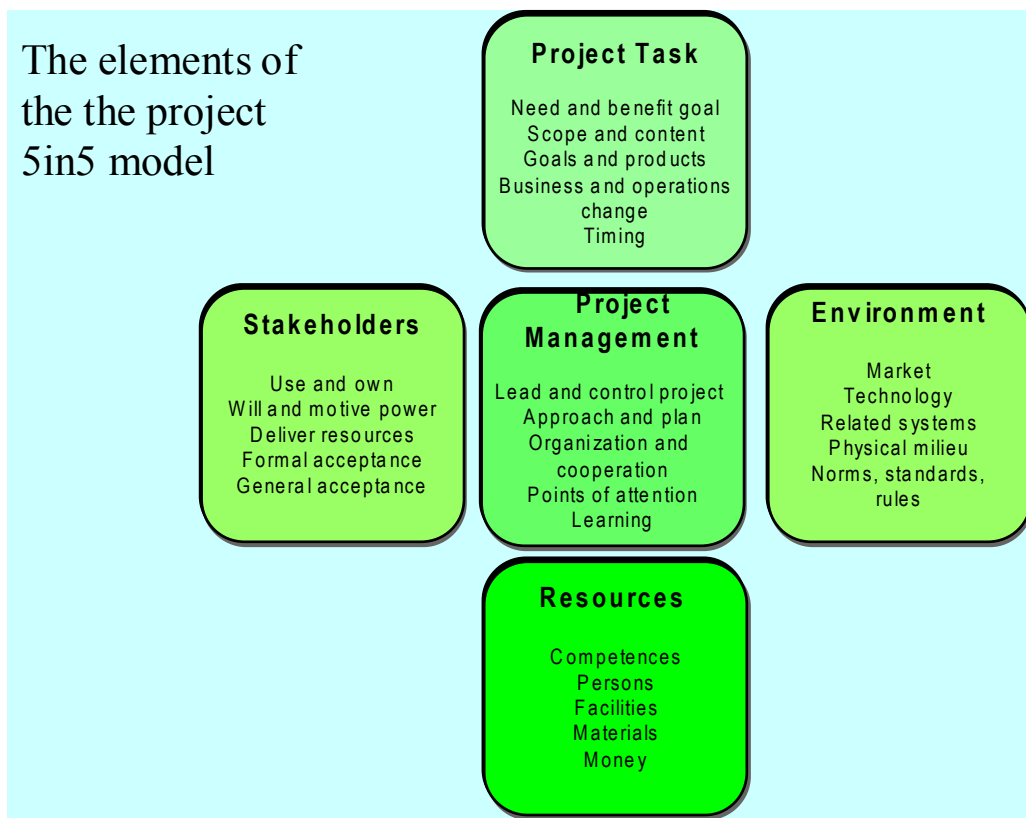 The elements of
the the project
5in5 model
Project Task
Need and benefit goal
Scope and content
Goals and products
Business and operations
change
Timing
Stakeholders
Use and own
Will and motive power
Deliver resources
Formal acceptance
General acceptance
Project
Management
Lead and control project
Approach and plan
Organization and
cooperation
Points of attention
Learning
Environment
Market
Technology
Related systems
Physical milieu
Norms, standards,
rules
Resources
Competences
Persons
Facilities
Materials
Money